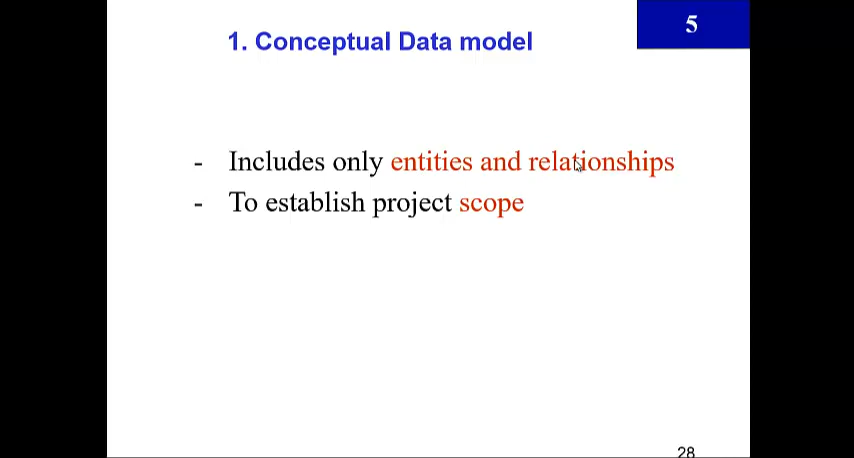 5
1. Conceptual Data model
- Includes only entities and relationships
- To establish project scope
28